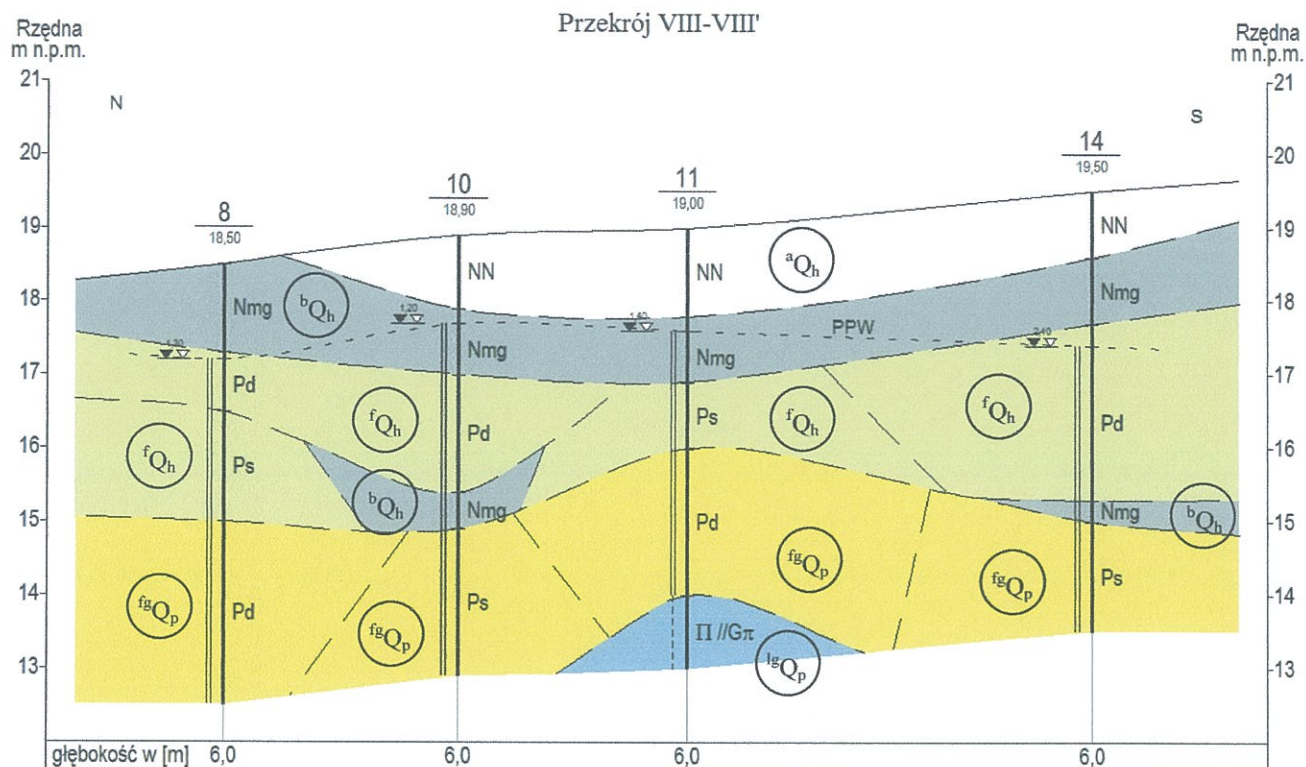 Przekrój VIII-VIII'
Rzędna
m n.p.m.
Rzędna
m n.p.m.
21
20
19
18
17
16
15
14
13
21
20
19
18
17
16
15
14
13
N
S
8
18,50
10
18,90
11
19,00
14
19,50
NN
NN
NN
aQh
Nmg
bQh
Nmg
Nmg
Nmg
1,20
1,40
PPW
1,30
2,10
Pd
fQh
Pd
Ps
fQh
fQh
Pd
fQh
Ps
bQh
Nmg
Pd
Nmg
bQh
fgQp
Pd
fgQp
Ps
fgQp
fgQp
Ps
Π //Gπ
lgQp
głębokość w [m]
6,0
6,0
6,0
6,0